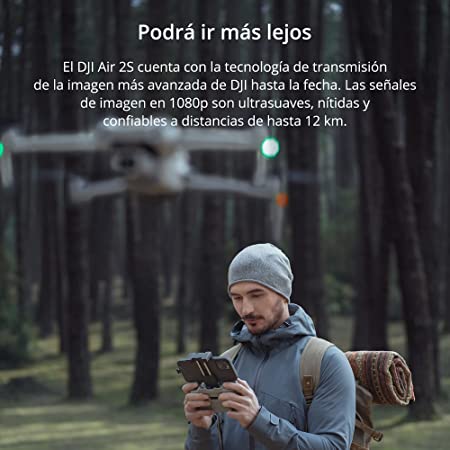 Podrá ir más lejos
El DJI Air 2S cuenta con la tecnología de transmisión
de la imagen más avanzada de DJI hasta la fecha. Las señales
de imagen en 1080p son ultrasuaves, nítidas y
confiables a distancias de hasta 12 km.